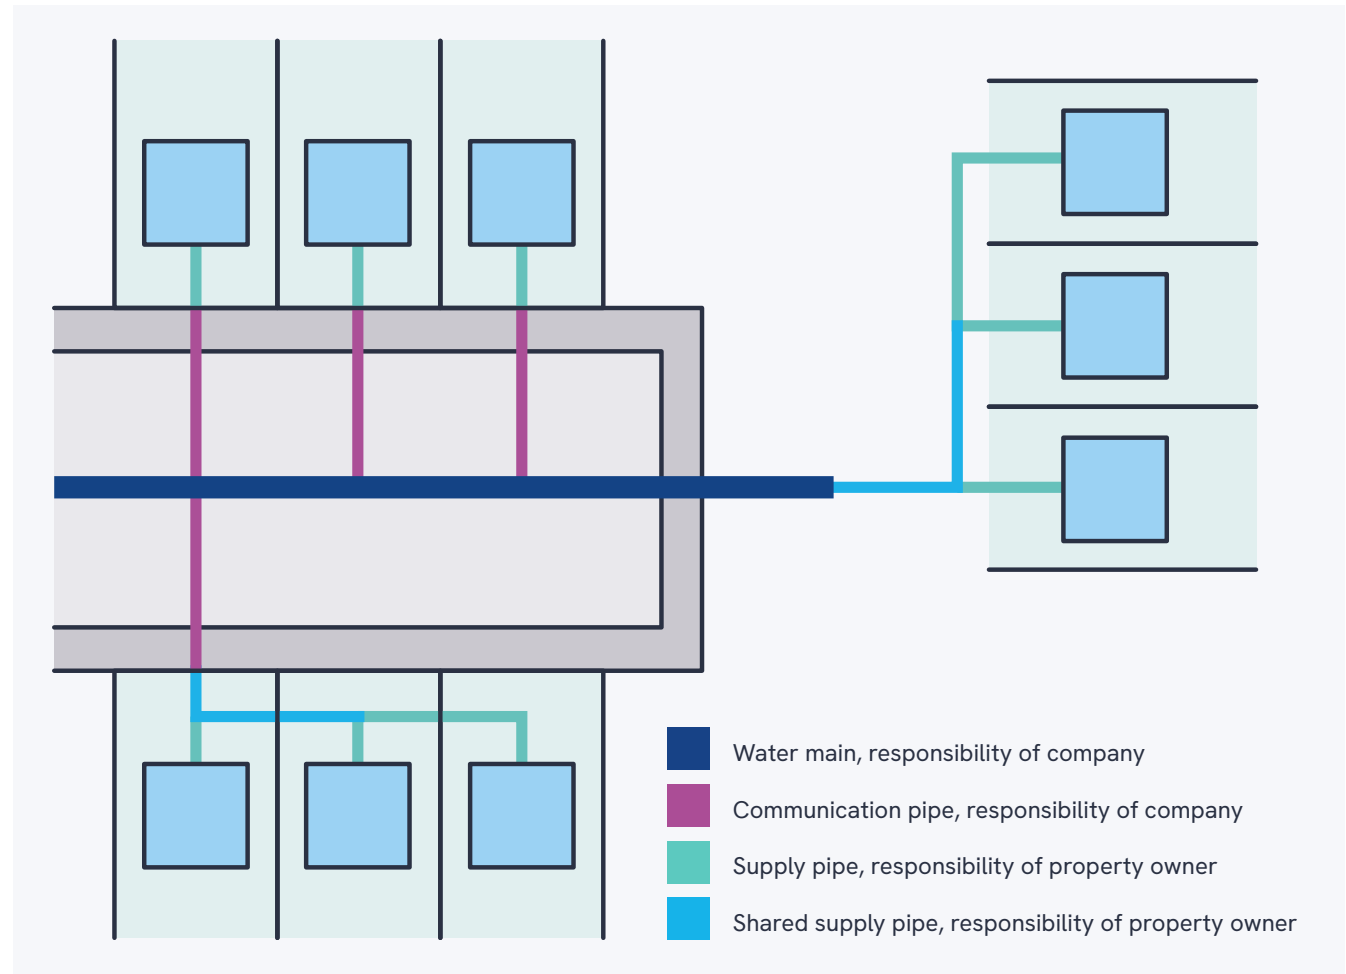 Water main, responsibility of company
Communication pipe, responsibility of company
Supply pipe, responsibility of property owner
Shared supply pipe, responsibility of property owner